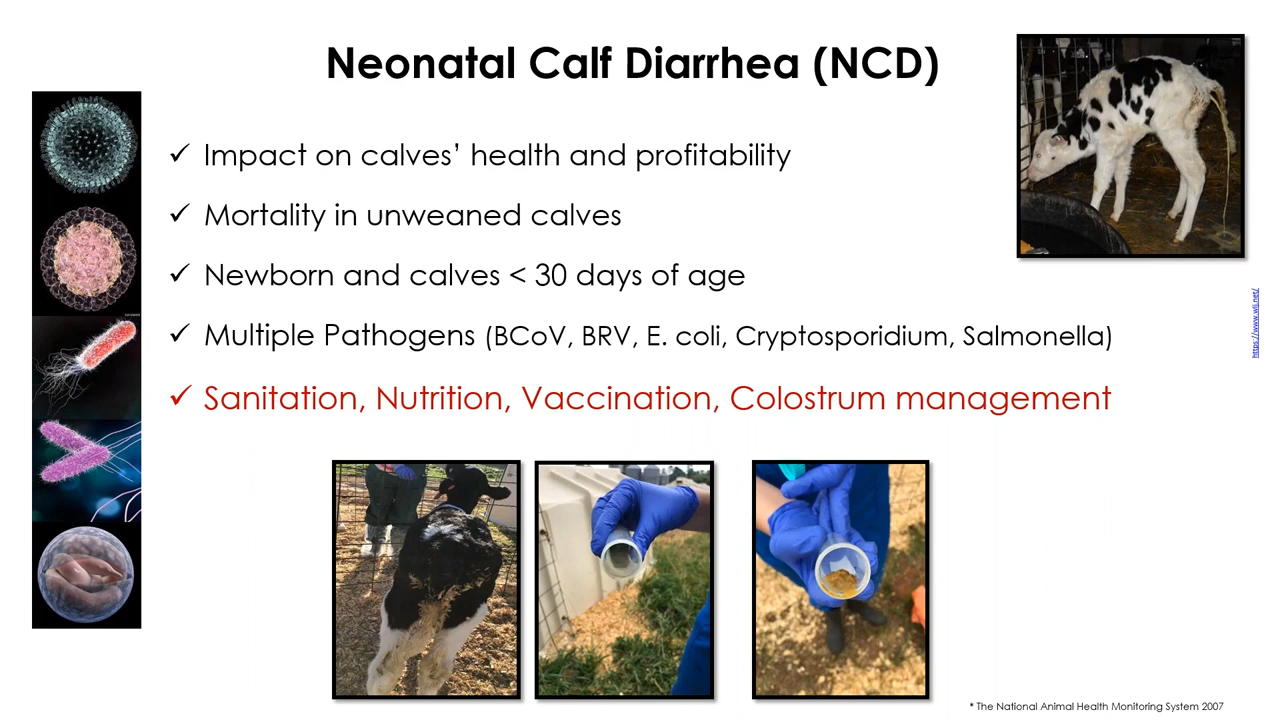 Neonatal Calf Diarrhea (NCD)
✓ Impact on calves’ health and profitability
✓ Mortality in unweaned calves
✓ Newborn and calves < 30 days of age
✓ Multiple Pathogens (BCoV, BRV, E. coli, Cryptosporidium, Salmonella)
✓ Sanitation, Nutrition, Vaccination, Colostrum management
https://www.wli.net/
* The National Animal Health Monitoring System 2007